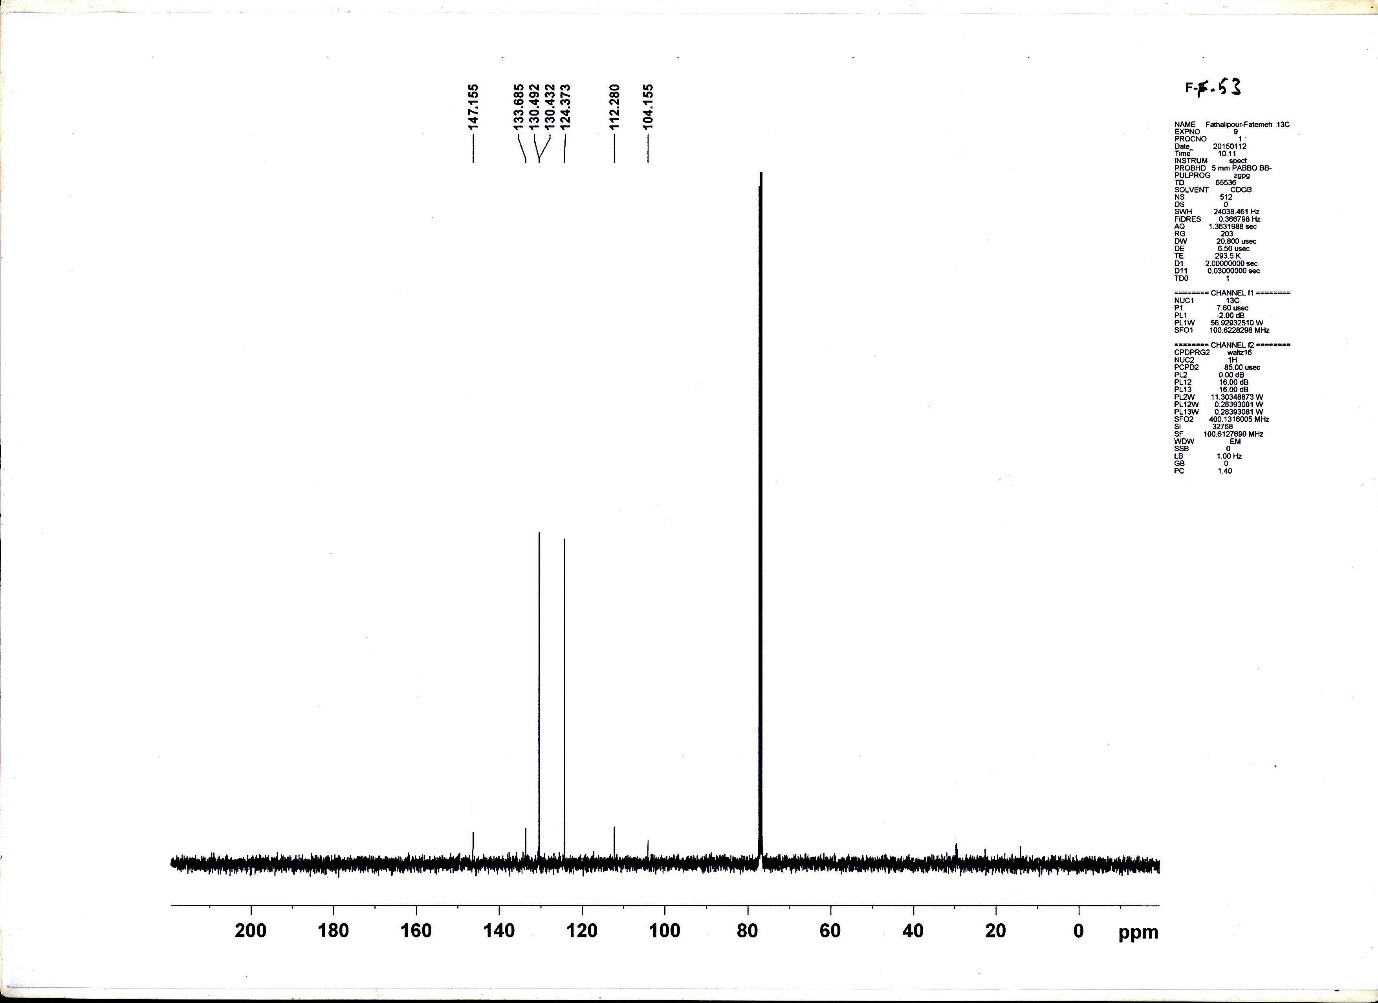 147.155
133.685
130.492
130.432
124.373
112.280
104.155
F-F.53
NAME Fathalipour-Fatemeh 13C
EXPNO 9
PROCNO 1
Date_ 20150112
Time 10.11
INSTRUM spect
PROBHD 5 mm PABBO BB-
PULPROG zgpg
TD 65536
SOLVENT CDCl3
NS 512
DS 0
SWH 24038.461 Hz
FIDRES 0.366798 Hz
AQ 1.3631988 sec
RG 203
DW 20.800 usec
DE 6.50 usec
TE 293.5 K
D1 2.00000000 sec
D11 0.03000000 sec
TD0 1
======== CHANNEL f1 ========
NUC1 13C
P1 7.60 usec
PL1 -2.00 dB
PL1W 56.92932510 W
SFO1 100.6228298 MHz
======== CHANNEL f2 ========
CPDPRG2 waltz16
NUC2 1H
PCPD2 85.00 usec
PL2 0.00 dB
PL12 16.00 dB
PL13 16.00 dB
PL2W 11.30346873 W
PL12W 0.28393081 W
PL13W 0.28393081 W
SFO2 400.1316005 MHz
SI 32768
SF 100.6127690 MHz
WDW EM
SSB 0
LB 1.00 Hz
GB 0
PC 1.40
200 180 160 140 120 100 80 60 40 20 0 ppm